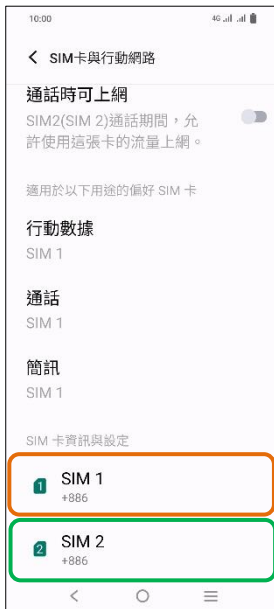 10:00
4G
SIM卡與行動網路
通話時可上網
SIM2(SIM 2)通話期間，允
許使用這張卡的流量上網。
適用於以下用途的偏好 SIM 卡
行動數據
SIM 1
通話
SIM 1
簡訊
SIM 1
SIM 卡資訊與設定
1
SIM 1
+886
2
SIM 2
+886